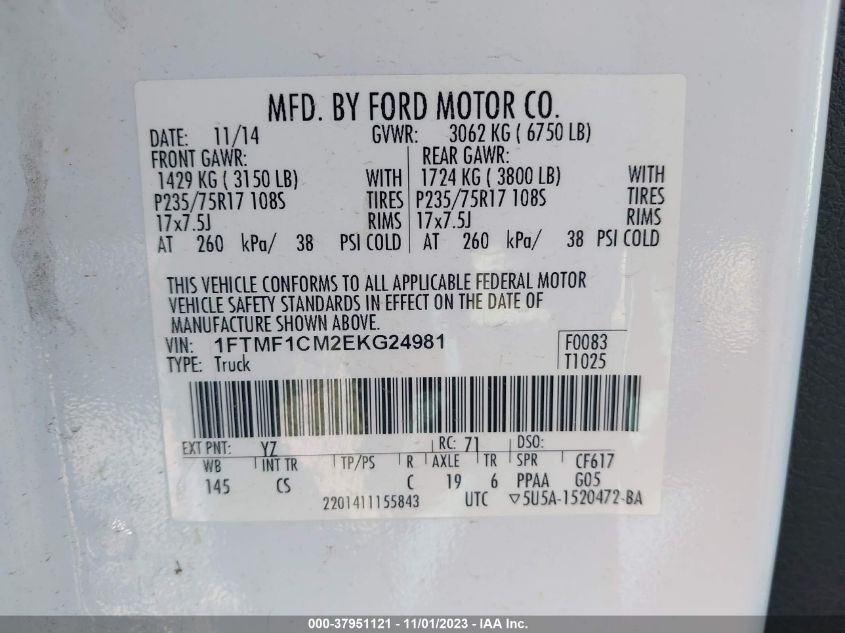 MFD. BY FORD MOTOR CO.
DATE: 11/14 GVWR: 3062 KG ( 6750 LB)
FRONT GAWR: REAR GAWR:
1429 KG ( 3150 LB) WITH 1724 KG ( 3800 LB) WITH
P235/75R17 108S TIRES P235/75R17 108S TIRES
17x7.5J RIMS 17x7.5J RIMS
AT 260 kPa/ 38 PSI COLD AT 260 kPa/ 38 PSI COLD
THIS VEHICLE CONFORMS TO ALL APPLICABLE FEDERAL MOTOR
VEHICLE SAFETY STANDARDS IN EFFECT ON THE DATE OF
MANUFACTURE SHOWN ABOVE.
VIN: 1FTMF1CM2EKG24981 F0083
TYPE: Truck T1025
EXT PNT: YZ RC: 71 DSO:
WB INT TR TP/PS R AXLE TR SPR CF617
145 CS C 19 6 PPAA G05
2201411155843 UTC ▽5U5A-1520472-BA
000-37951121 - 11/01/2023 - IAA Inc.